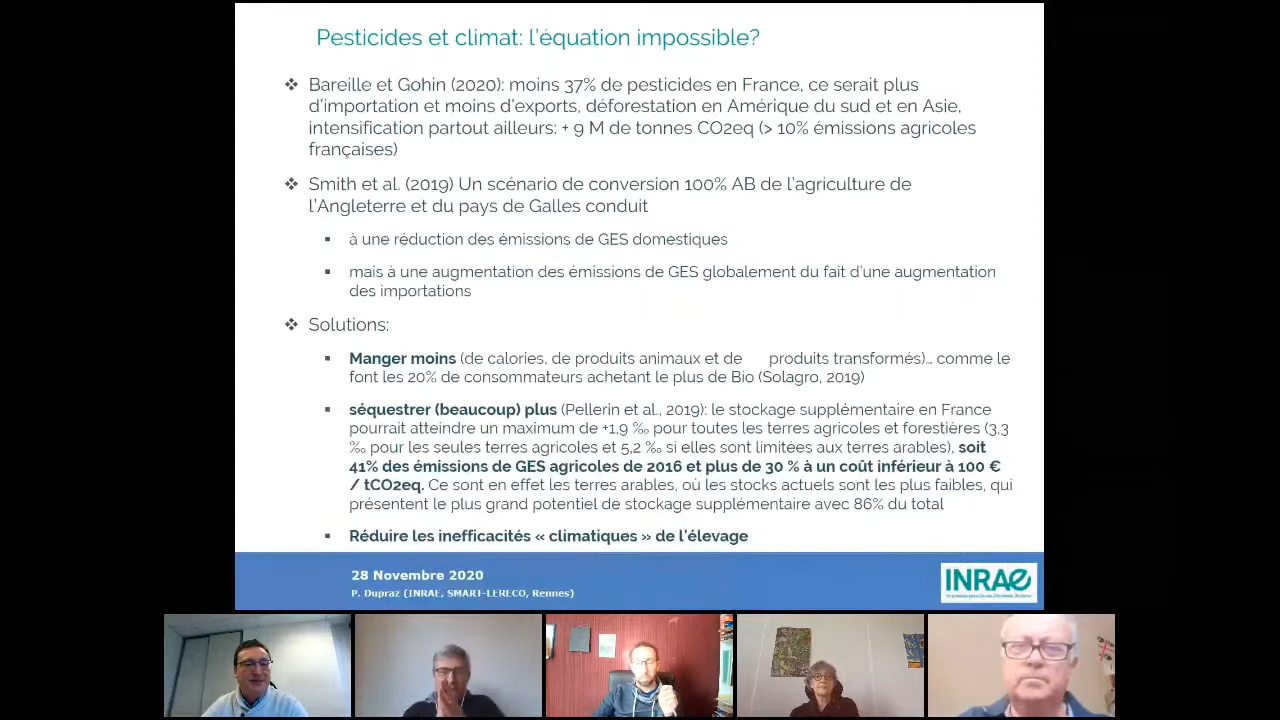 Pesticides et climat: l’équation impossible?
❖ Bareille et Gohin (2020): moins 37% de pesticides en France, ce serait plus
d’importation et moins d’exports, déforestation en Amérique du sud et en Asie,
intensification partout ailleurs: + 9 M de tonnes CO2eq (> 10% émissions agricoles
françaises)
❖ Smith et al. (2019) Un scénario de conversion 100% AB de l’agriculture de
l’Angleterre et du pays de Galles conduit
▪ à une réduction des émissions de GES domestiques
▪ mais à une augmentation des émissions de GES globalement du fait d’une augmentation
des importations
❖ Solutions:
▪ Manger moins (de calories, de produits animaux et de produits transformés)… comme le
font les 20% de consommateurs achetant le plus de Bio (Solagro, 2019)
▪ séquestrer (beaucoup) plus (Pellerin et al., 2019): le stockage supplémentaire en France
pourrait atteindre un maximum de +1.9 ‰ pour toutes les terres agricoles et forestières (3.3
‰ pour les seules terres agricoles et 5,2 ‰ si elles sont limitées aux terres arables), soit
41% des émissions de GES agricoles de 2016 et plus de 30 % à un coût inférieur à 100 €
/ tCO2eq. Ce sont en effet les terres arables, où les stocks actuels sont les plus faibles, qui
présentent le plus grand potentiel de stockage supplémentaire avec 86% du total
▪ Réduire les inefficacités « climatiques » de l’élevage
28 Novembre 2020
P. Dupraz (INRAE, SMART-LERECO, Rennes)
INRAE